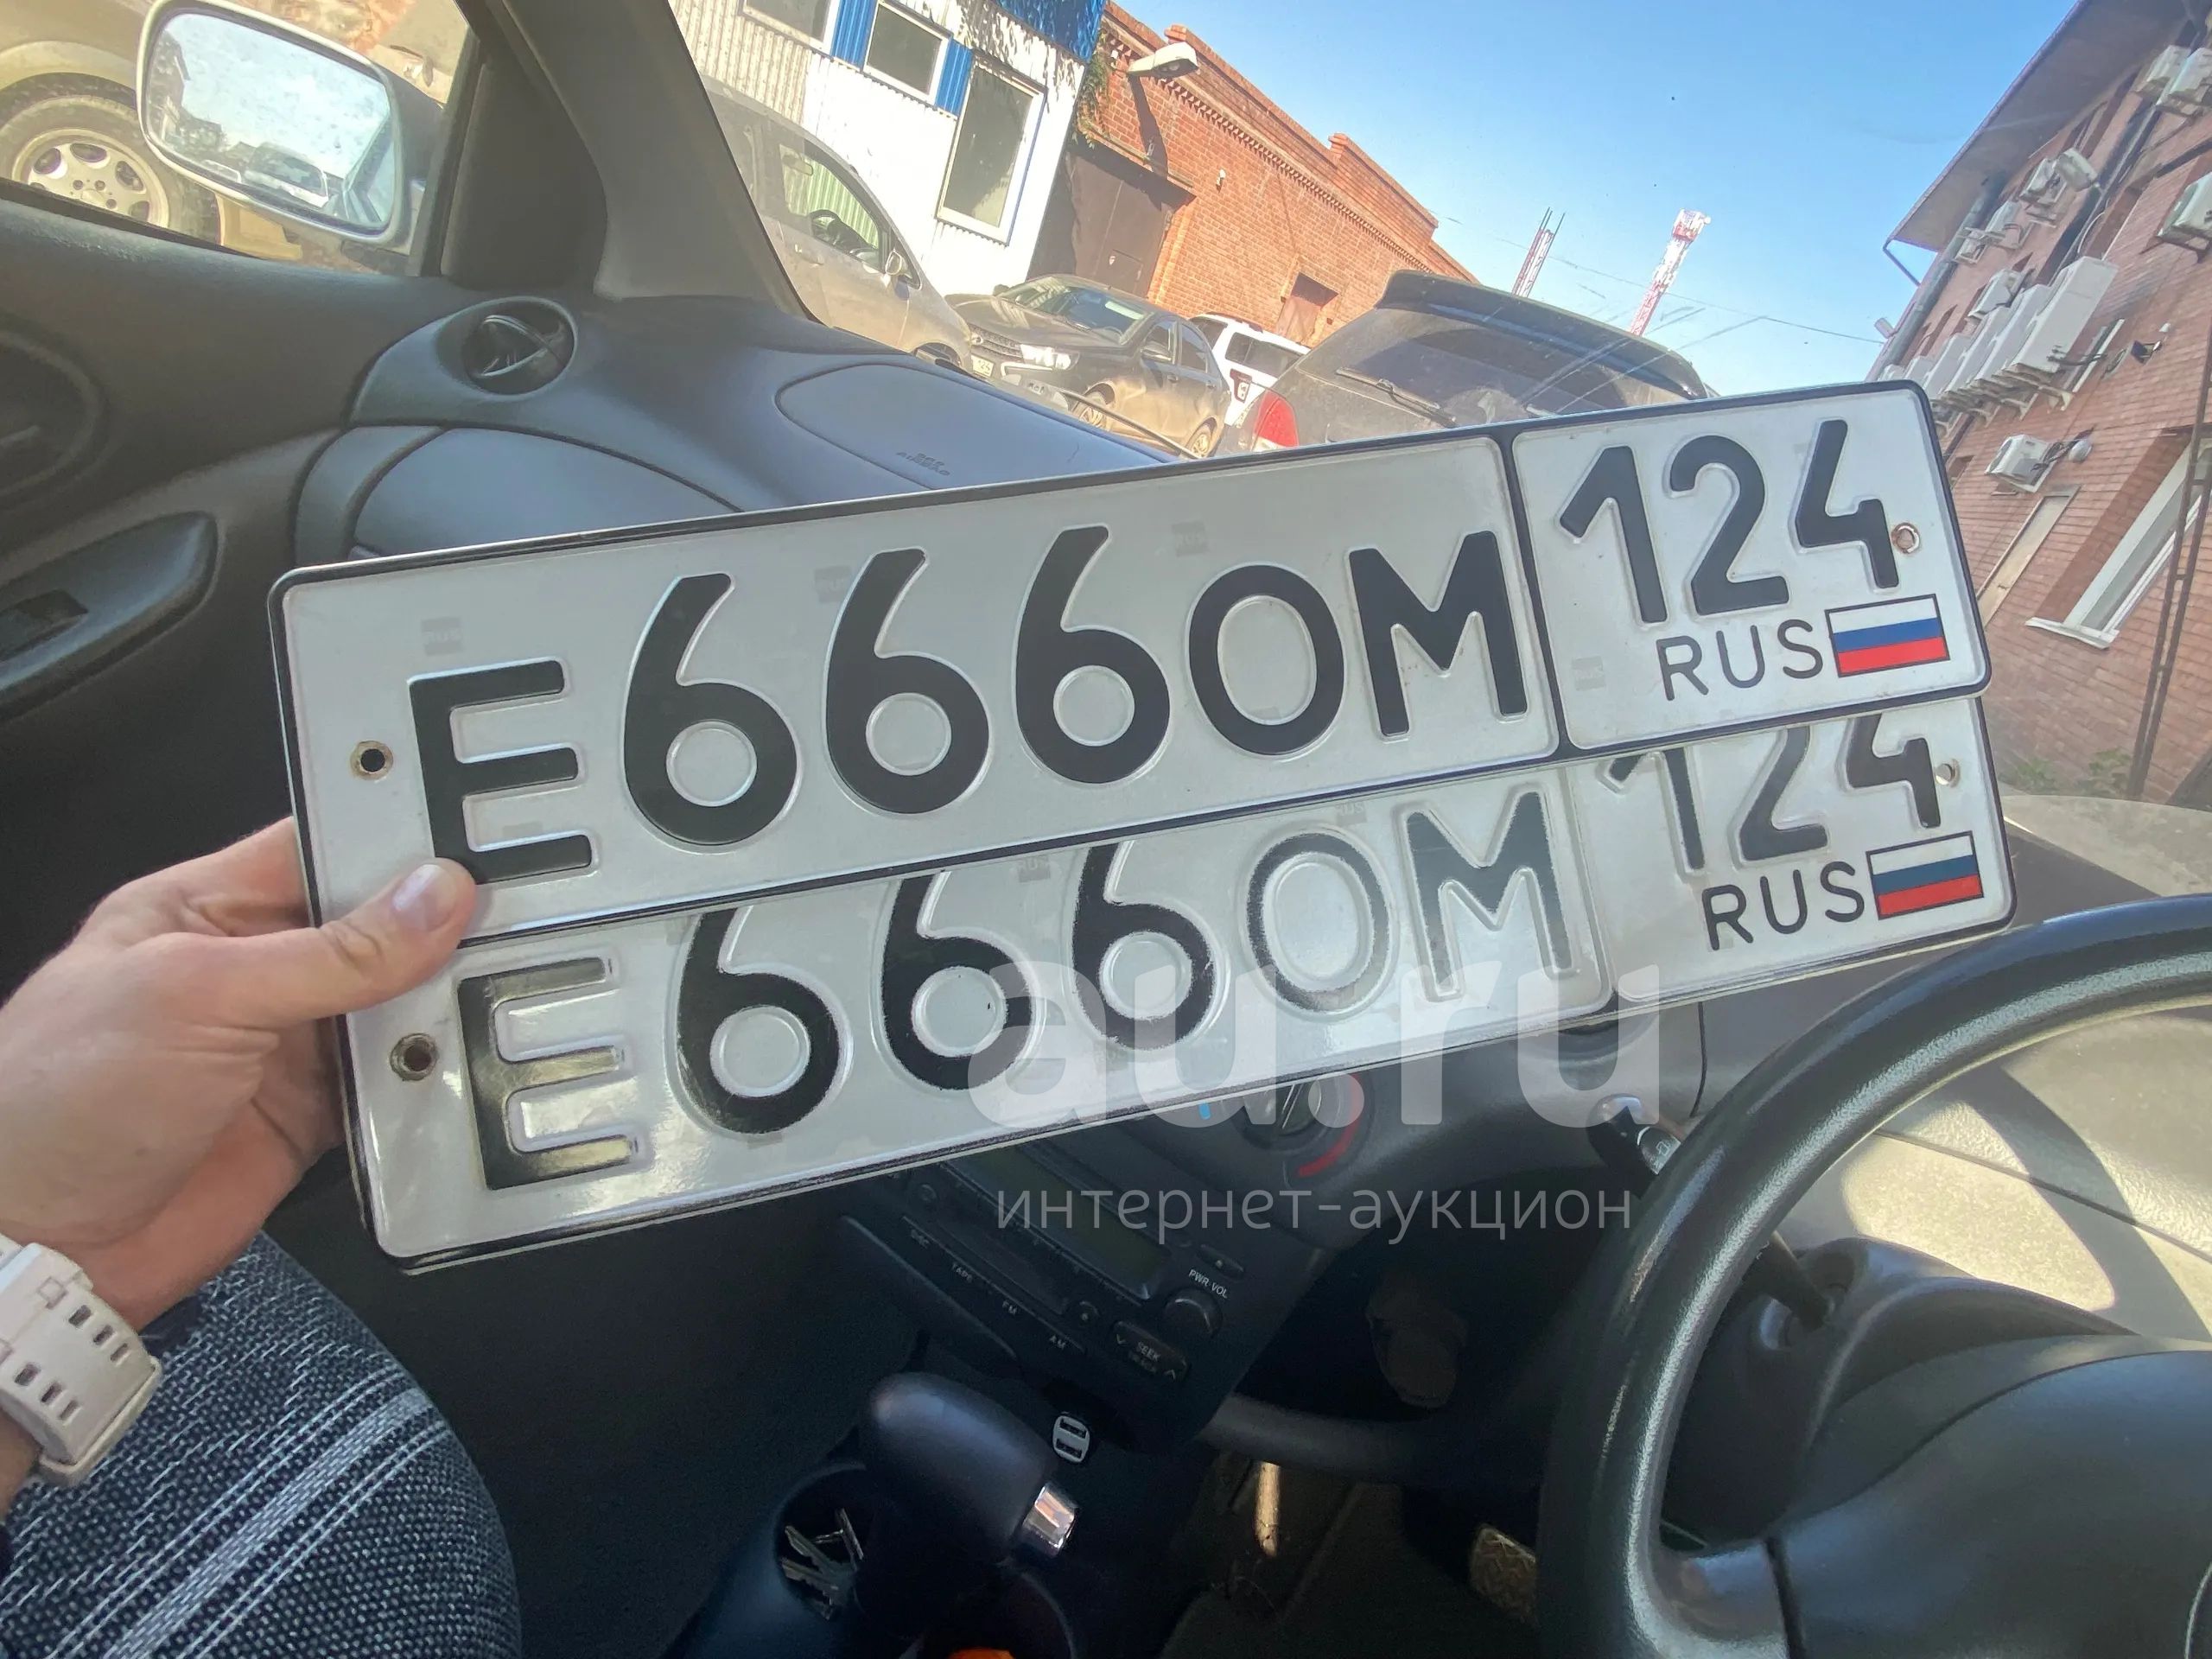 Е666ОМ 124
RUS
Е666ОМ 124
RUS
au.ru
интернет-аукцион
PWR VOL
DISC
TAPE
FM
AM
SEEK